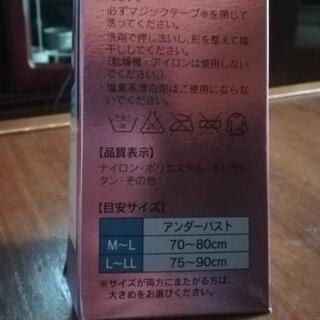 ・必ずマジックテープ®を閉じて
洗ってください。
・洗剤で押し洗いし、形を整えて陰
干ししてください。
(乾燥機・アイロンは使用しない
でください。)
・塩素系漂白剤はご使用にならな
いでください。
【品質表示】
ナイロン・ポリエステル・ポリウレ
タン・その他
【目安サイズ】
アンダーバスト
M〜L 70〜80cm
L〜LL 75〜90cm
※サイズが両方にまたがる方は、
大きめをお選びください。